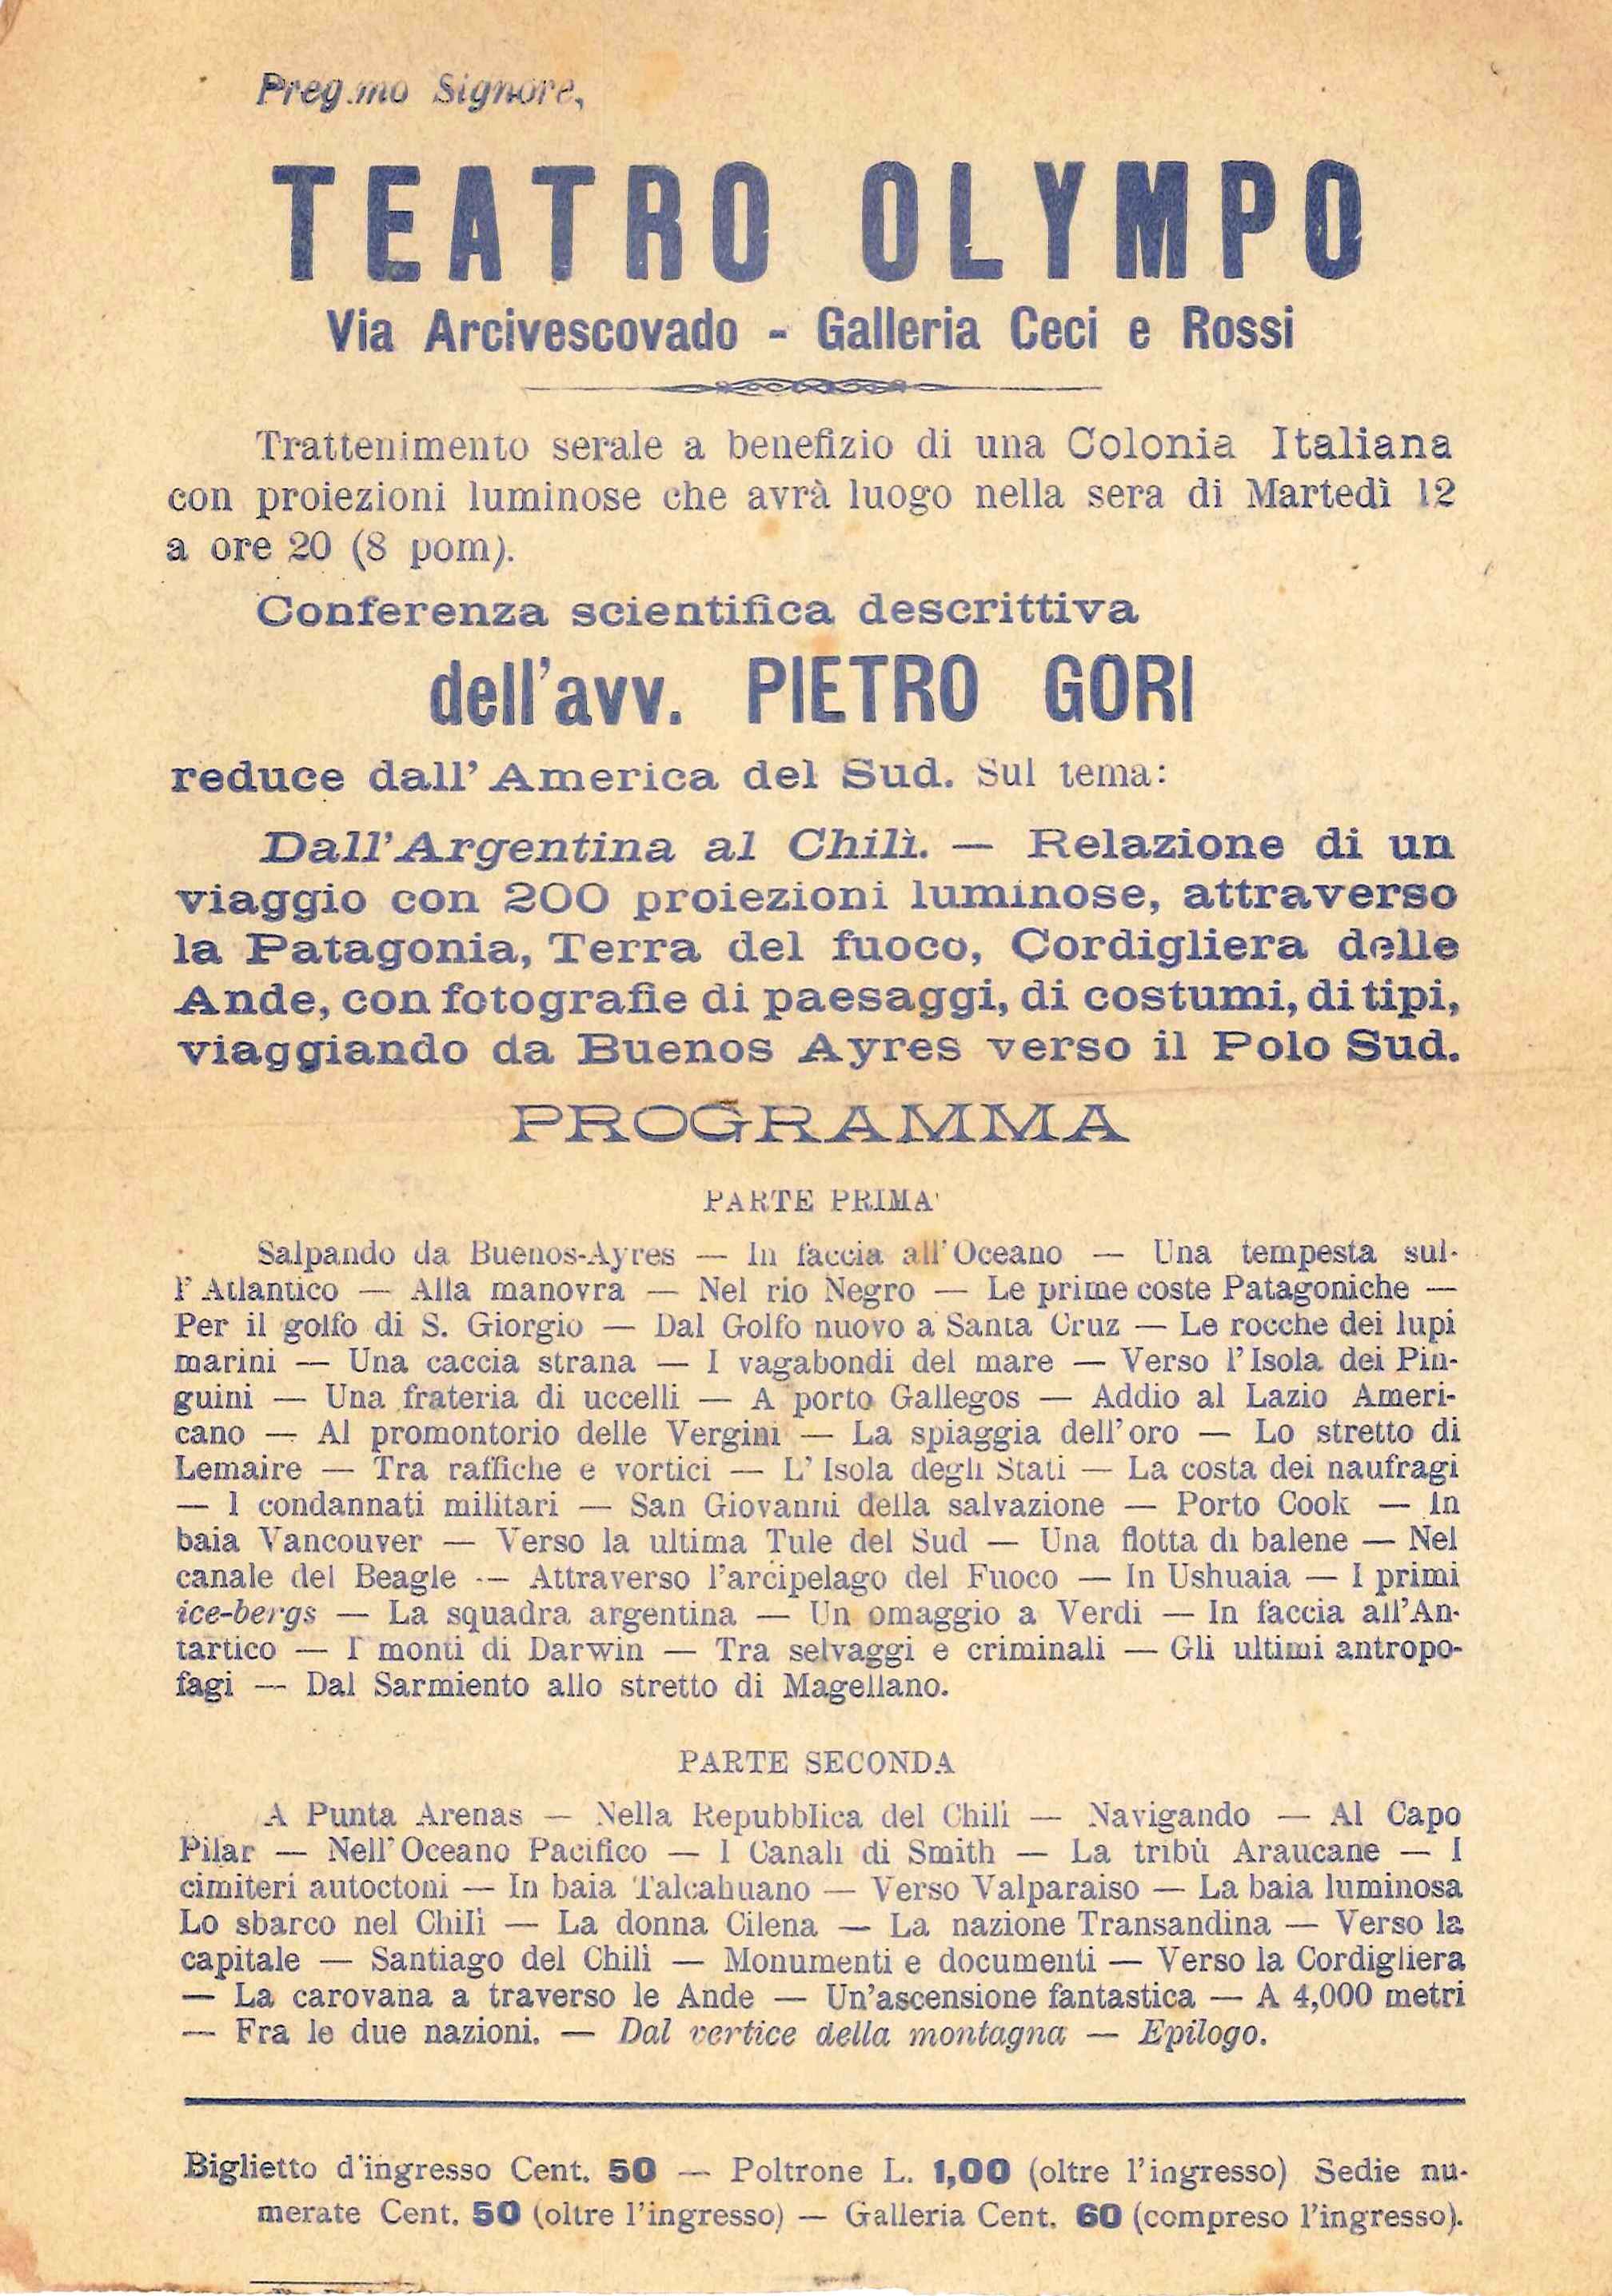 Preg.mo Signore,
TEATRO OLYMPO
Via Arcivescovado - Galleria Ceci e Rossi
Trattenimento serale a benefizio di una Colonia Italiana
con proiezioni luminose che avrà luogo nella sera di Martedì 12
a ore 20 (8 pom).
Conferenza scientifica descrittiva
dell'avv. PIETRO GORI
reduce dall'America del Sud. Sul tema:
Dall'Argentina al Chilì. — Relazione di un
viaggio con 200 proiezioni luminose, attraverso
la Patagonia, Terra del fuoco, Cordigliera delle
Ande, con fotografie di paesaggi, di costumi, di tipi,
viaggiando da Buenos Ayres verso il Polo Sud.
PROGRAMMA
PARTE PRIMA
Salpando da Buenos-Ayres — In faccia all'Oceano — Una tempesta sul-
l'Atlantico — Alla manovra — Nel rio Negro — Le prime coste Patagoniche —
Per il golfo di S. Giorgio — Dal Golfo nuovo a Santa Cruz — Le rocche dei lupi
marini — Una caccia strana — I vagabondi del mare — Verso l'Isola dei Pin-
guini — Una frateria di uccelli — A porto Gallegos — Addio al Lazio Ameri-
cano — Al promontorio delle Vergini — La spiaggia dell'oro — Lo stretto di
Lemaire — Tra raffiche e vortici — L'Isola degli Stati — La costa dei naufragi
— I condannati militari — San Giovanni della salvazione — Porto Cook — In
baia Vancouver — Verso la ultima Tule del Sud — Una flotta di balene — Nel
canale del Beagle — Attraverso l'arcipelago del Fuoco — In Ushuaia — I primi
ice-bergs — La squadra argentina — Un omaggio a Verdi — In faccia all'An-
tartico — I monti di Darwin — Tra selvaggi e criminali — Gli ultimi antropo-
fagi — Dal Sarmiento allo stretto di Magellano.
PARTE SECONDA
A Punta Arenas — Nella Repubblica del Chilì — Navigando — Al Capo
Pilar — Nell'Oceano Pacifico — I Canali di Smith — La tribù Araucane — I
cimiteri autoctoni — In baia Talcahuano — Verso Valparaiso — La baia luminosa
Lo sbarco nel Chilì — La donna Cilena — La nazione Transandina — Verso la
capitale — Santiago del Chilì — Monumenti e documenti — Verso la Cordigliera
— La carovana a traverso le Ande — Un'ascensione fantastica — A 4,000 metri
— Fra le due nazioni. — Dal vertice della montagna — Epilogo.
Biglietto d'ingresso Cent. 50 — Poltrone L. 1,00 (oltre l'ingresso) Sedie nu-
merate Cent. 50 (oltre l'ingresso) — Galleria Cent. 60 (compreso l'ingresso).